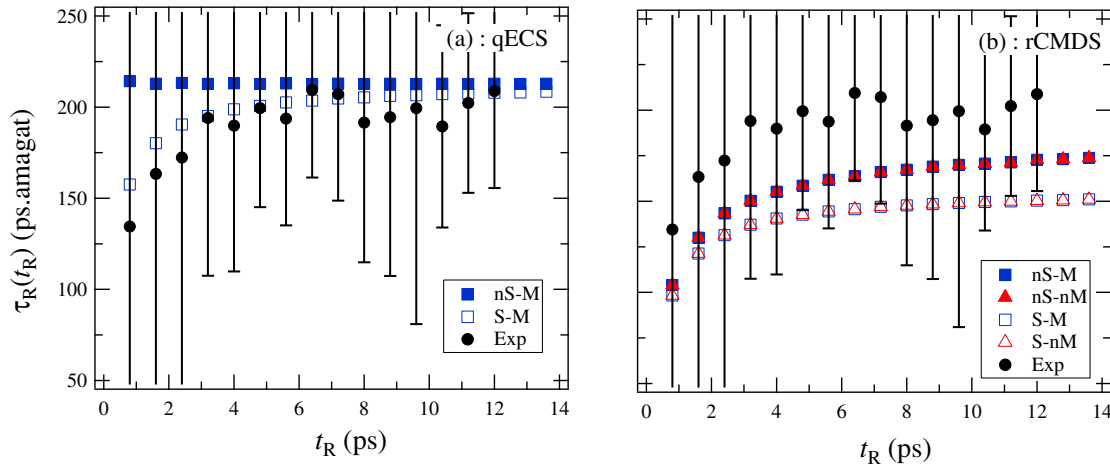 (a) : qECS
250
200
150
100
50
τR(tR) (ps.amagat)
nS-M
S-M
Exp
0 2 4 6 8 10 12 14
tR (ps)
(b) : rCMDS
nS-M
nS-nM
S-M
S-nM
Exp
0 2 4 6 8 10 12 14
tR (ps)